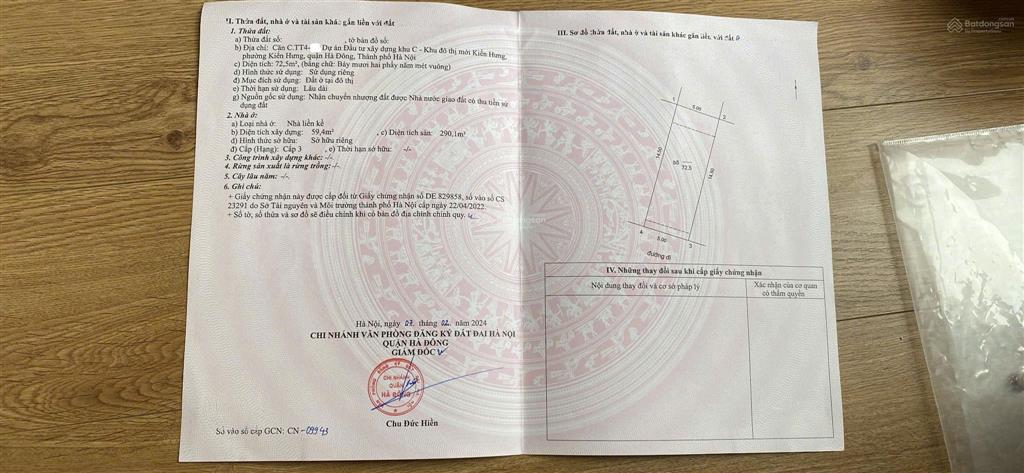 II. Thửa đất, nhà ở và tài sản khác gắn liền với đất
1. Thửa đất:
a) Thửa đất số: , tờ bản đồ số:
b) Địa chỉ: Căn C.TT4- Dự án Đầu tư xây dựng khu C - Khu đô thị mới Kiến Hưng,
phường Kiến Hưng, quận Hà Đông, Thành phố Hà Nội
c) Diện tích: 72,5m², (bằng chữ: Bảy mươi hai phẩy năm mét vuông)
d) Hình thức sử dụng: Sử dụng riêng
đ) Mục đích sử dụng: Đất ở tại đô thị
e) Thời hạn sử dụng: Lâu dài
g) Nguồn gốc sử dụng: Nhận chuyển nhượng đất được Nhà nước giao đất có thu tiền sử
dụng đất
2. Nhà ở:
a) Loại nhà ở: Nhà liền kề
b) Diện tích xây dựng: 59,4m² , c) Diện tích sàn: 290,1m²
d) Hình thức sở hữu: Sở hữu riêng
đ) Cấp (Hạng): Cấp 3 , e) Thời hạn sở hữu: -/-
3. Công trình xây dựng khác: -/-
4. Rừng sản xuất là rừng trồng: -/-
5. Cây lâu năm: -/-
6. Ghi chú:
+ Giấy chứng nhận này được cấp đổi từ Giấy chứng nhận số DE 829858, số vào sổ CS
23291 do Sở Tài nguyên và Môi trường thành phố Hà Nội cấp ngày 22/04/2022.
+ Số tờ, số thửa và sơ đồ sẽ điều chỉnh khi có bản đồ địa chính chính quy.
Hà Nội, ngày 07 tháng 02 năm 2024
CHI NHÁNH VĂN PHÒNG ĐĂNG KÝ ĐẤT ĐAI HÀ NỘI
QUẬN HÀ ĐÔNG
GIÁM ĐỐC
CHI NHÁNH
QUẬN
HÀ ĐÔNG
Chu Đức Hiền
Số vào sổ cấp GCN: CN-09943
III. Sơ đồ thửa đất, nhà ở và tài sản khác gắn liền với đất
1
5.00
2
14.50
b5
72.5
14.50
4
5.00
3
đường đi
IV. Những thay đổi sau khi cấp giấy chứng nhận
Nội dung thay đổi và cơ sở pháp lý
Xác nhận của cơ quan
có thẩm quyền
Batdongsan